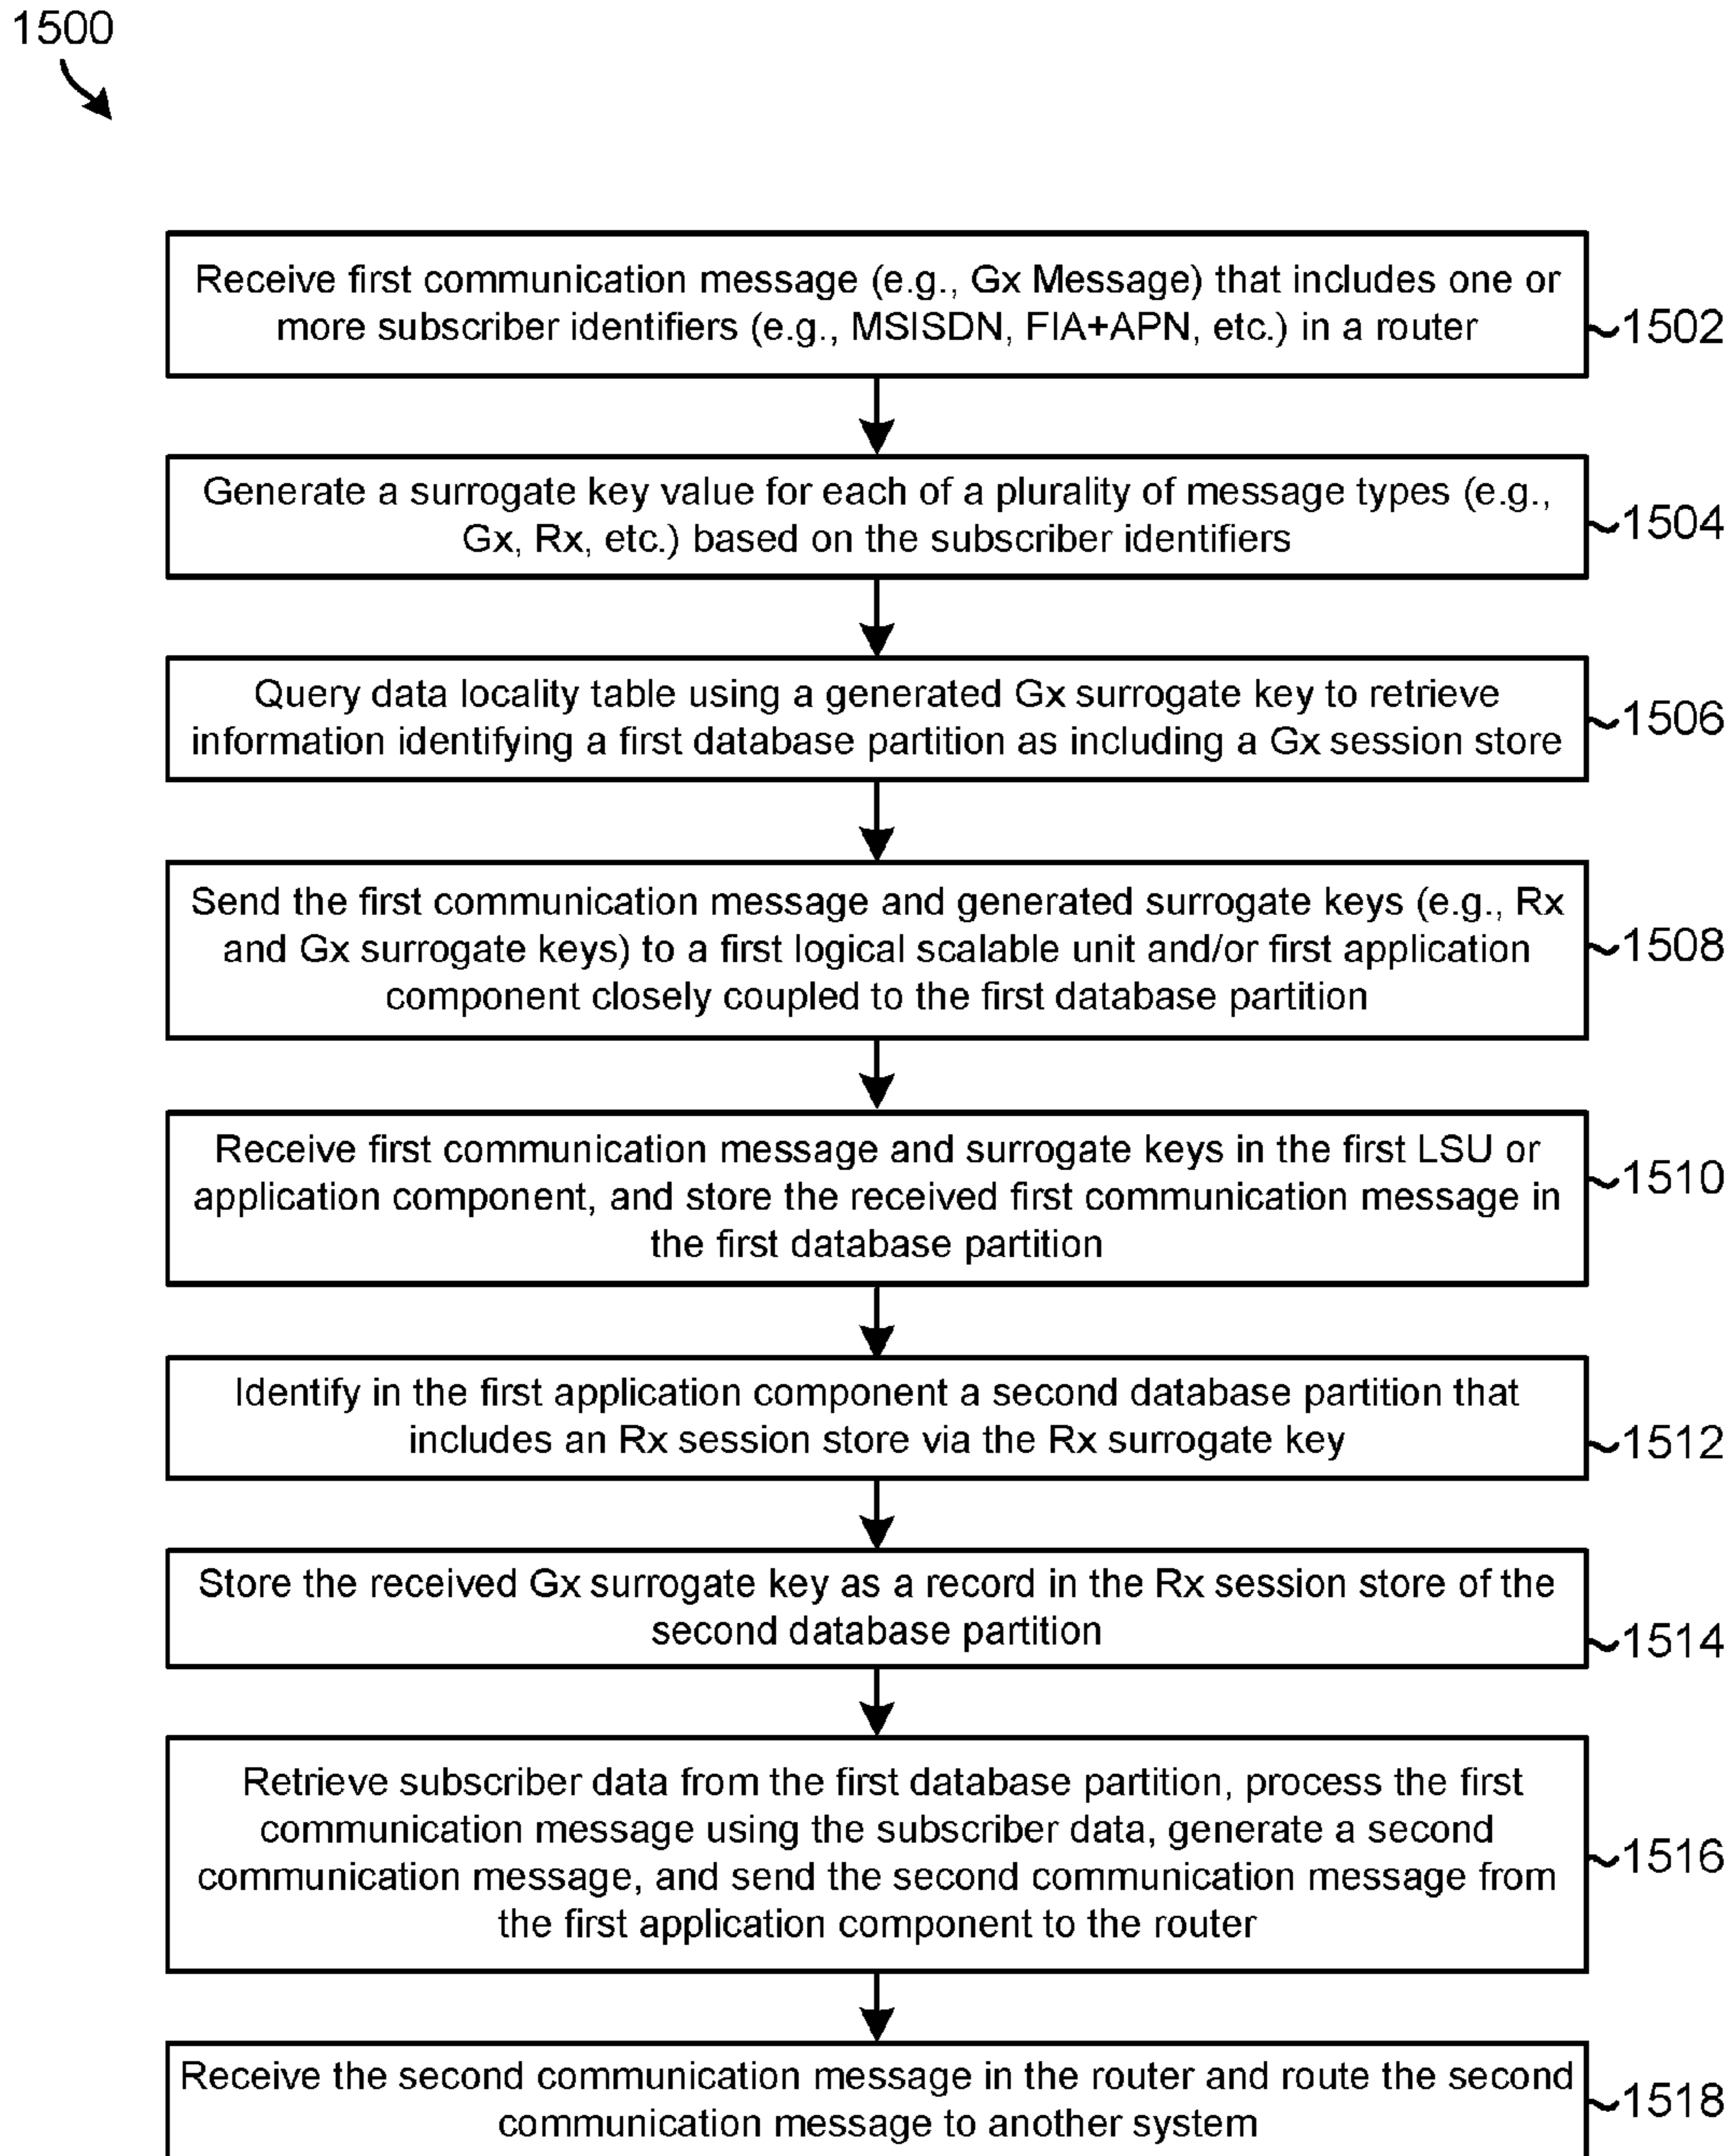 1500
Receive first communication message (e.g., Gx Message) that includes one or
more subscriber identifiers (e.g., MSISDN, FIA+APN, etc.) in a router
1502
Generate a surrogate key value for each of a plurality of message types (e.g.,
Gx, Rx, etc.) based on the subscriber identifiers
1504
Query data locality table using a generated Gx surrogate key to retrieve
information identifying a first database partition as including a Gx session store
1506
Send the first communication message and generated surrogate keys (e.g., Rx
and Gx surrogate keys) to a first logical scalable unit and/or first application
component closely coupled to the first database partition
1508
Receive first communication message and surrogate keys in the first LSU or
application component, and store the received first communication message in
the first database partition
1510
Identify in the first application component a second database partition that
includes an Rx session store via the Rx surrogate key
1512
Store the received Gx surrogate key as a record in the Rx session store of the
second database partition
1514
Retrieve subscriber data from the first database partition, process the first
communication message using the subscriber data, generate a second
communication message, and send the second communication message from
the first application component to the router
1516
Receive the second communication message in the router and route the second
communication message to another system
1518